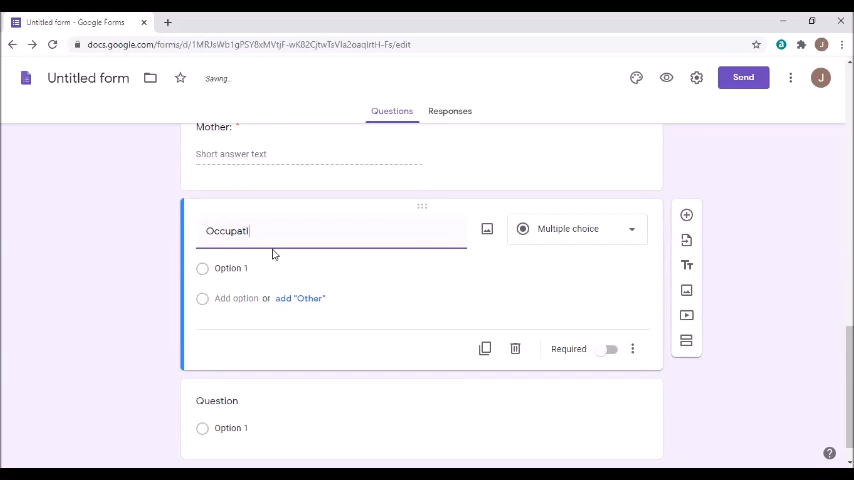 Untitled form - Google Forms
docs.google.com/forms/d/1MRJsWb1gPSY8xMVtjF-wK82CjtwTsVla2oaqIrtH-Fs/edit
J
Untitled form
Saving...
Send
J
Questions
Responses
Mother: *
Short answer text
Occupati
Multiple choice
Option 1
Add option or add "Other"
Required
Question
Option 1